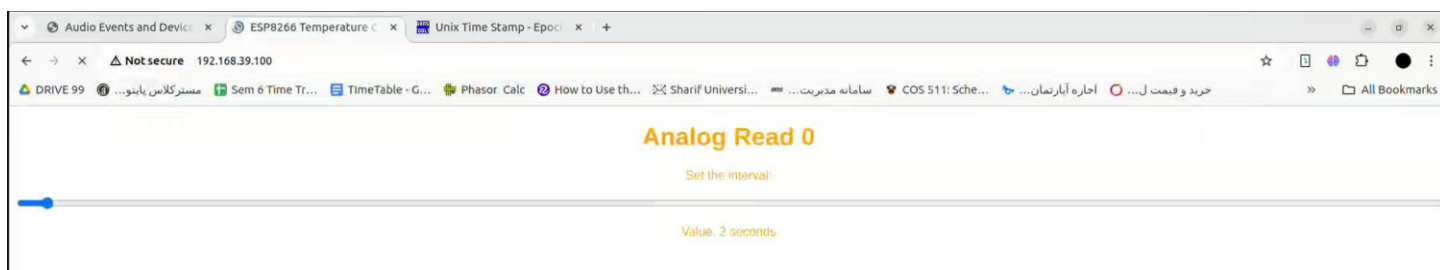 Audio Events and Devic
ESP8266 Temperature C
Unix Time Stamp - Epoc
Not secure 192.168.39.100
DRIVE 99 مسترکلاس پاینو... Sem 6 Time Tr... TImeTable - G... Phasor Calc How to Use th... Sharif Universi... سامانه مدیریت... COS 511: Sche... اجاره آپارتمان... خرید و قیمت ل... » All Bookmarks
Analog Read 0
Set the interval:
Value: 2 seconds